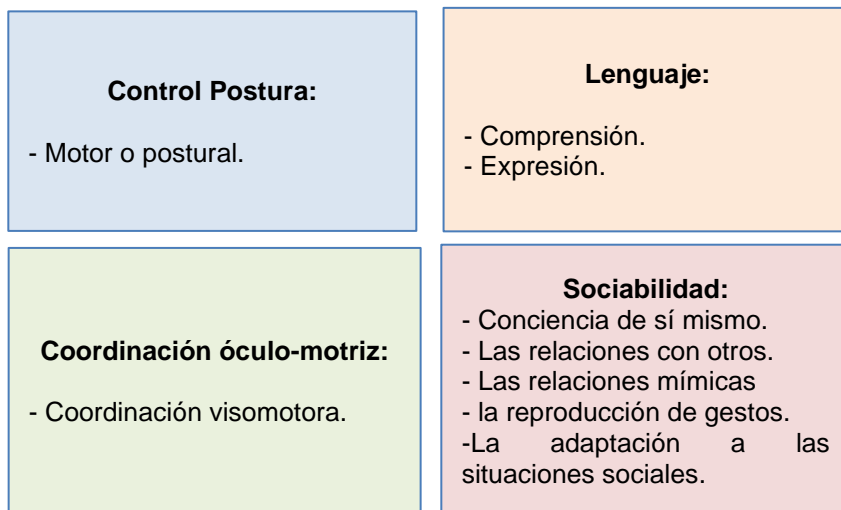 Control Postura:
- Motor o postural.
Lenguaje:
- Comprensión.
- Expresión.
Coordinación óculo-motriz:
- Coordinación visomotora.
Sociabilidad:
- Conciencia de sí mismo.
- Las relaciones con otros.
- Las relaciones mímicas
- la reproducción de gestos.
-La adaptación a las
situaciones sociales.